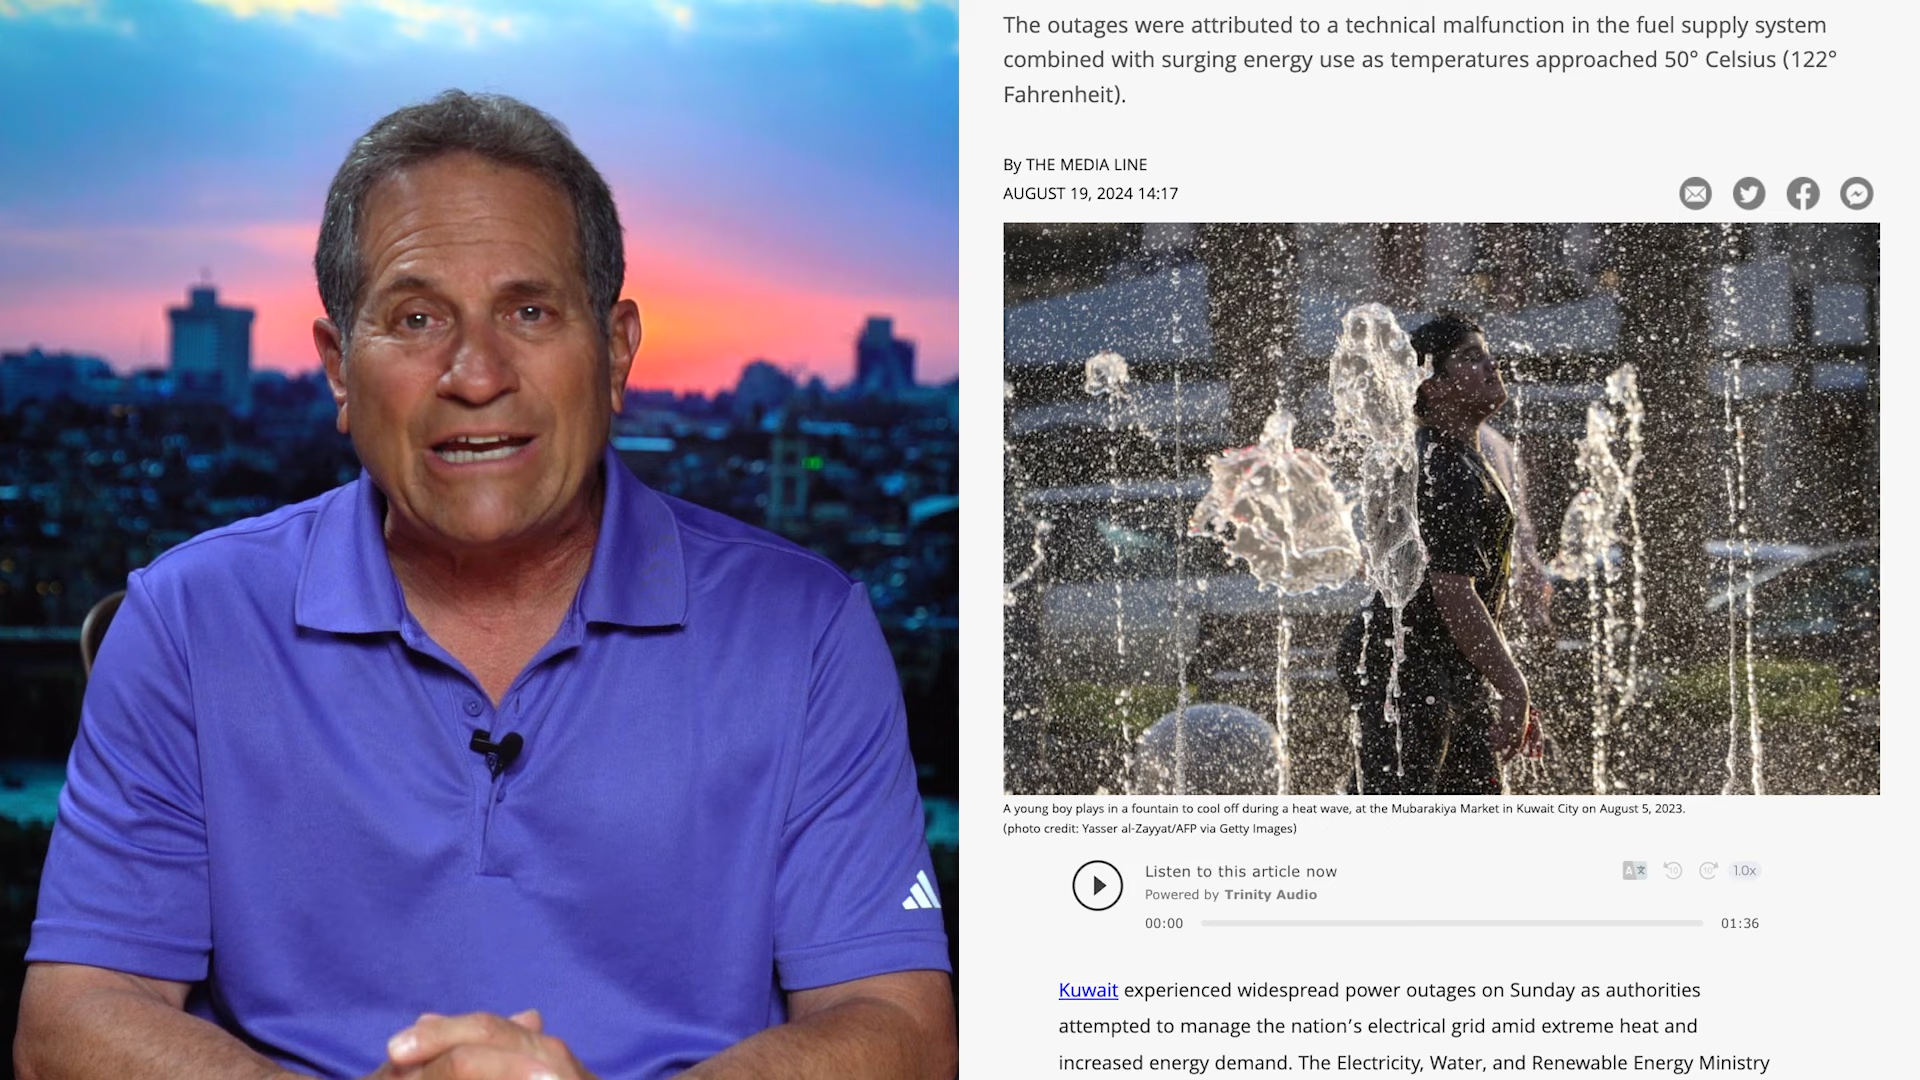 The outages were attributed to a technical malfunction in the fuel supply system
combined with surging energy use as temperatures approached 50° Celsius (122°
Fahrenheit).
By THE MEDIA LINE
AUGUST 19, 2024 14:17
A young boy plays in a fountain to cool off during a heat wave, at the Mubarakiya Market in Kuwait City on August 5, 2023.
(photo credit: Yasser al-Zayyat/AFP via Getty Images)
Listen to this article now
Powered by Trinity Audio
10 10 1.0x
00:00 01:36
Kuwait experienced widespread power outages on Sunday as authorities
attempted to manage the nation's electrical grid amid extreme heat and
increased energy demand. The Electricity, Water, and Renewable Energy Ministry